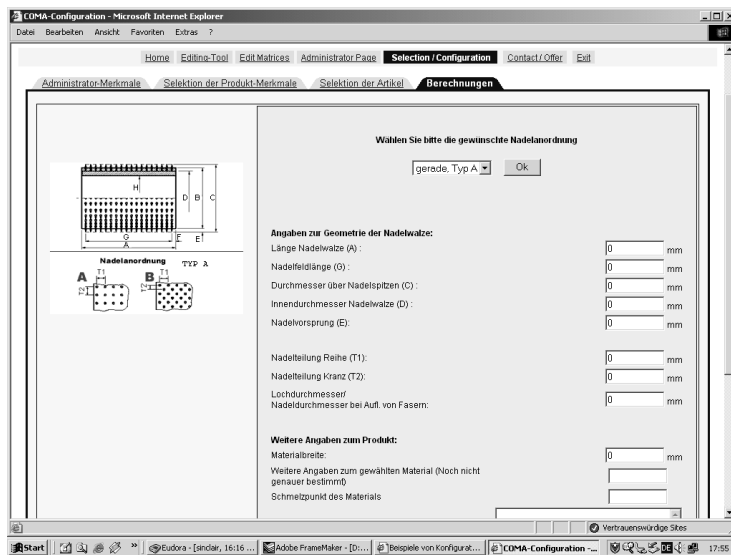 COMA-Configuration - Microsoft Internet Explorer
Datei Bearbeiten Ansicht Favoriten Extras ?
Home Editing-Tool Edit Matrices Administrator Page Selection / Configuration Contact / Offer Exit
Administrator-Merkmale Selektion der Produkt-Merkmale Selektion der Artikel Berechnungen
Wählen Sie bitte die gewünschte Nadelanordnung
gerade, Typ A Ok
H D B C
G F E
A
Nadelanordnung TYP A
A T1 B T1
T2 T2
Angaben zur Geometrie der Nadelwalze:
Länge Nadelwalze (A) : 0 mm
Nadelfeldlänge (G) : 0 mm
Durchmesser über Nadelspitzen (C) : 0 mm
Innendurchmesser Nadelwalze (D) : 0 mm
Nadelvorsprung (E): 0 mm
Nadelteilung Reihe (T1): 0 mm
Nadelteilung Kranz (T2): 0 mm
Lochdurchmesser/
Nadeldurchmesser bei Aufl. von Fasern: 0 mm
Weitere Angaben zum Produkt:
Materialbreite: 0 mm
Weitere Angaben zum gewählten Material (Noch nicht
genauer bestimmt)
Schmelzpunkt des Materials
Vertrauenswürdige Sites
Start » Eudora - [sinclair, 16:16 ... Adobe FrameMaker - [D:... Beispiele von Konfigurat... COMA-Configuration -... DE 17:55